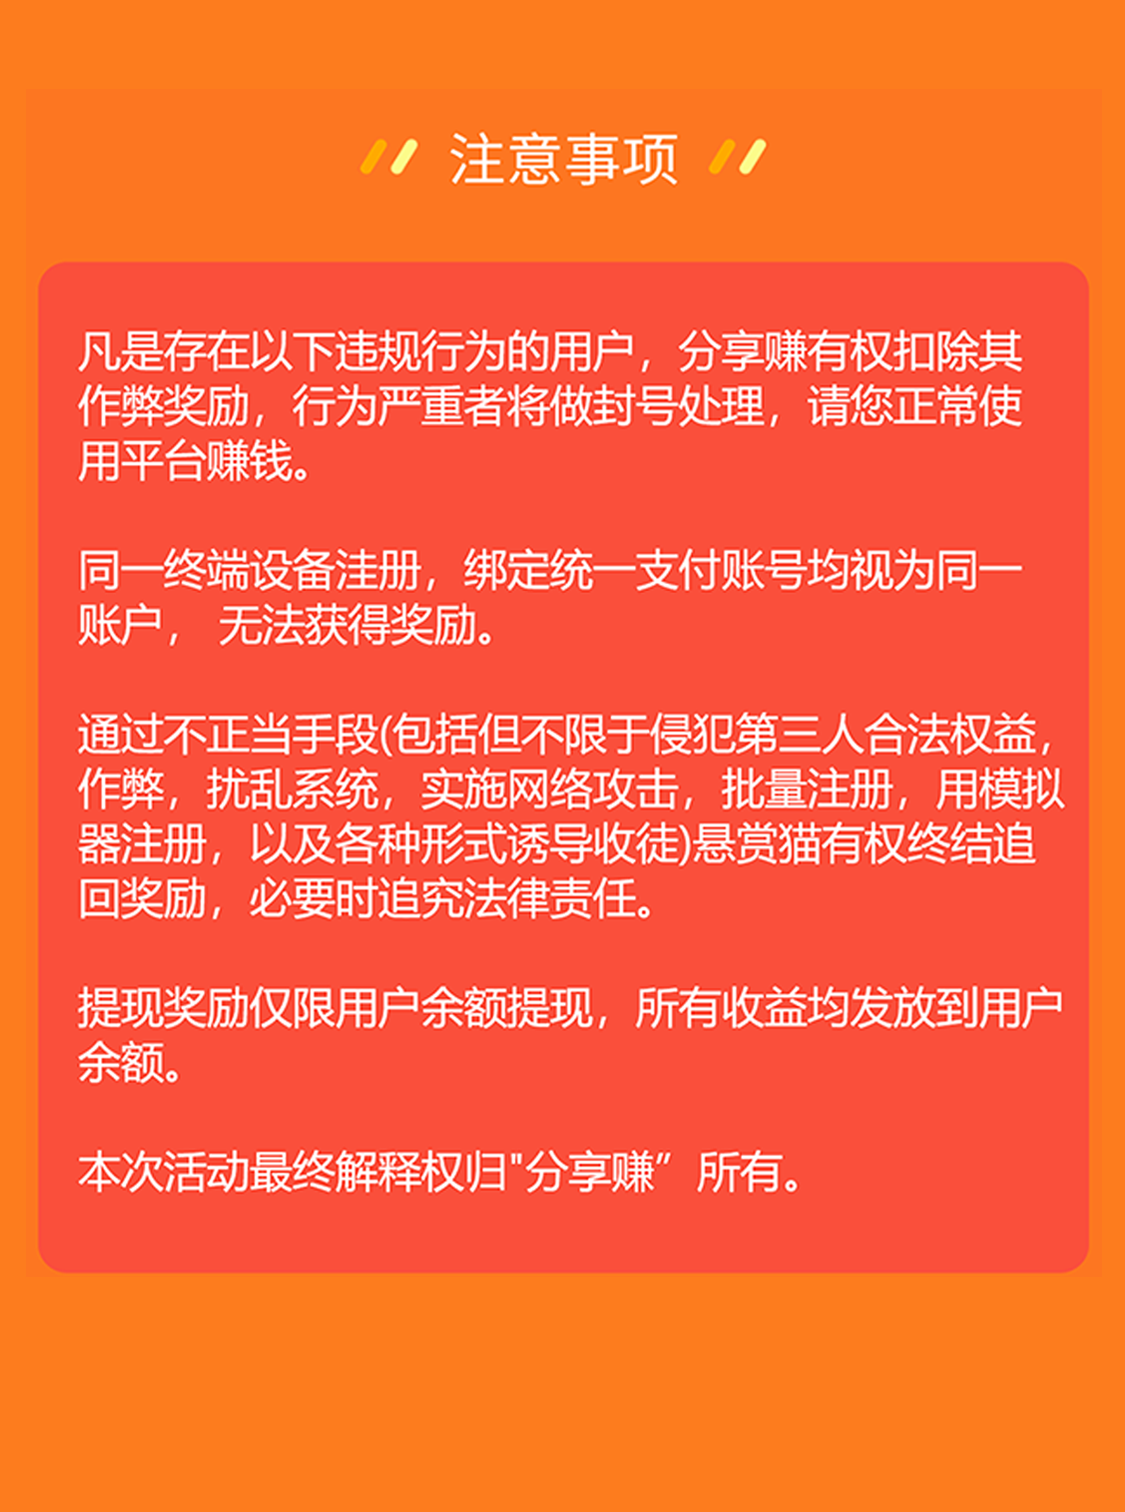 注意事项
凡是存在以下违规行为的用户，分享赚有权扣除其
作弊奖励，行为严重者将做封号处理，请您正常使
用平台赚钱。
同一终端设备洼册，绑定统一支付账号均视为同一
账户， 无法获得奖励。
通过不正当手段(包括但不限于侵犯第三人合法权益，
作弊，扰乱系统，实施网络攻击，批量注册，用模拟
器注册，以及各种形式诱导收徒)悬赏猫有权终结追
回奖励，必要时追究法律责任。
提现奖励仅限用户余额提现，所有收益均发放到用户
余额。
本次活动最终解释权归"分享赚” 所有。